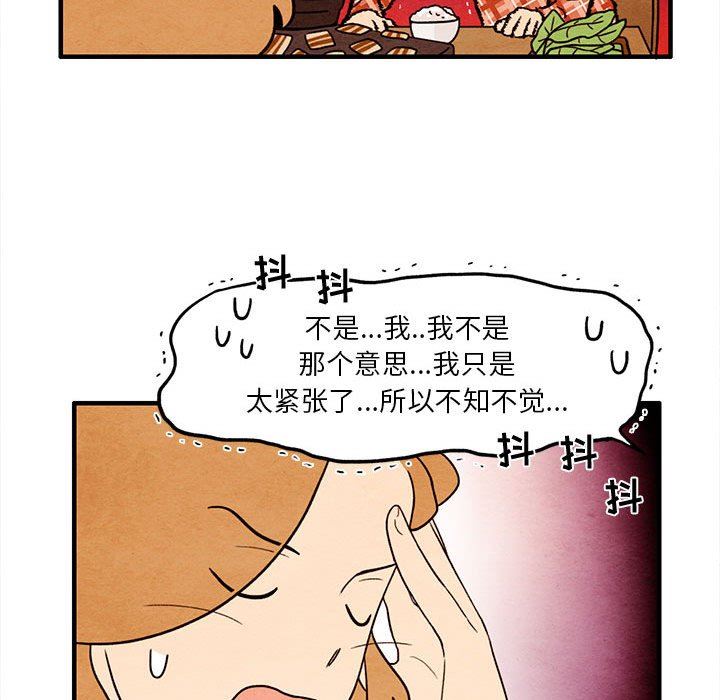 抖 抖
不是...我..我不是
那个意思...我只是
太紧张了...所以不知不觉...
抖 抖
抖